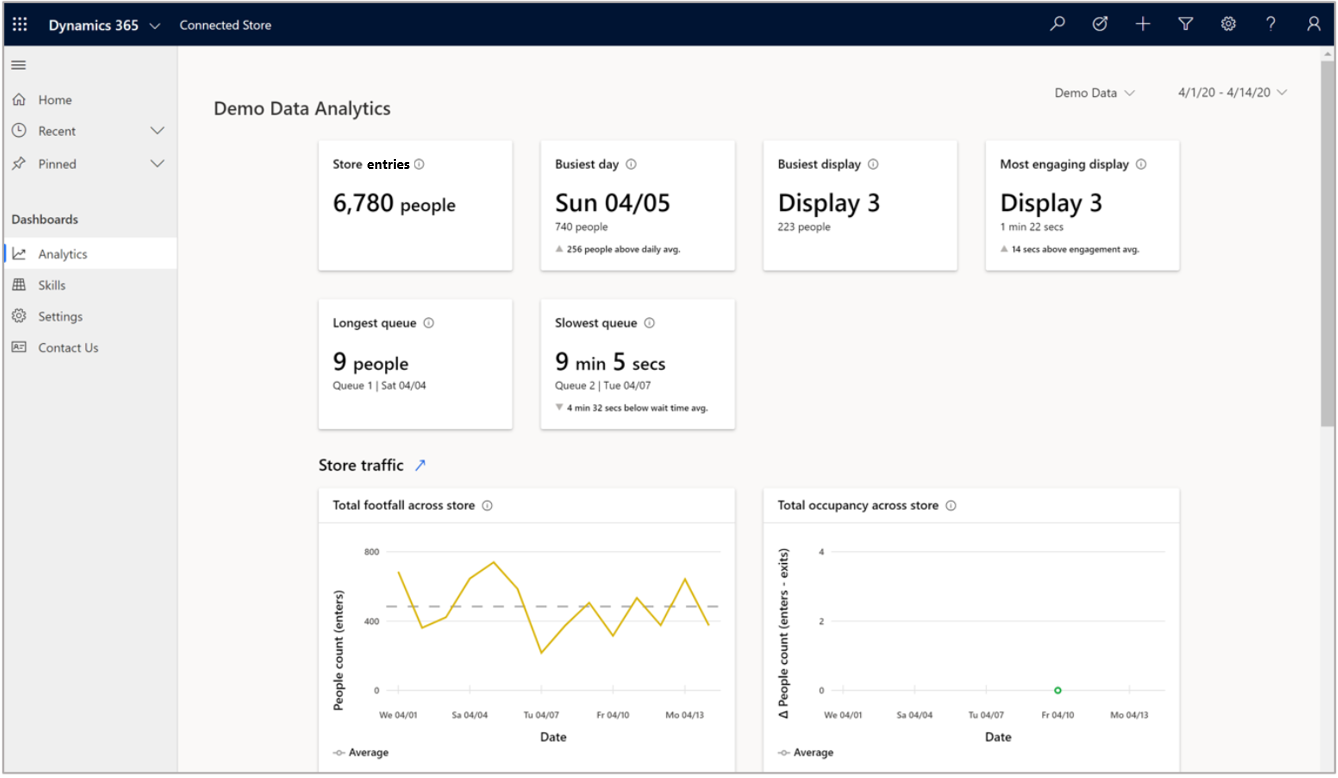 Dynamics 365 Connected Store
Home
Recent
Pinned
Dashboards
Analytics
Skills
Settings
Contact Us
Demo Data Analytics
Demo Data
4/1/20 - 4/14/20
Store entries
6,780 people
Busiest day
Sun 04/05
740 people
256 people above daily avg.
Busiest display
Display 3
223 people
Most engaging display
Display 3
1 min 22 secs
14 secs above engagement avg.
Longest queue
9 people
Queue 1 | Sat 04/04
Slowest queue
9 min 5 secs
Queue 2 | Tue 04/07
4 min 32 secs below wait time avg.
Store traffic
Total footfall across store
People count (enters)
800
400
0
We 04/01 Sa 04/04 Tu 04/07 Fr 04/10 Mo 04/13
Date
Average
Total occupancy across store
Δ People count (enters - exits)
4
2
0
We 04/01 Sa 04/04 Tu 04/07 Fr 04/10 Mo 04/13
Date
Average